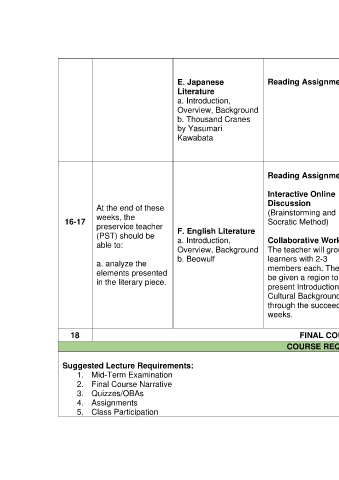 E. Japanese
Literature
a. Introduction,
Overview, Background
b. Thousand Cranes
by Yasumari
Kawabata
Reading Assignme
16-17
At the end of these
weeks, the
preservice teacher
(PST) should be
able to:
a. analyze the
elements presented
in the literary piece.
F. English Literature
a. Introduction,
Overview, Background
b. Beowulf
Reading Assignme
Interactive Online
Discussion
(Brainstorming and
Socratic Method)
Collaborative Work
The teacher will grou
learners with 2-3
members each. The
be given a region to
present Introduction
Cultural Background
through the succeed
weeks.
18
FINAL CO
COURSE REQ
Suggested Lecture Requirements:
1. Mid-Term Examination
2. Final Course Narrative
3. Quizzes/OBAs
4. Assignments
5. Class Participation